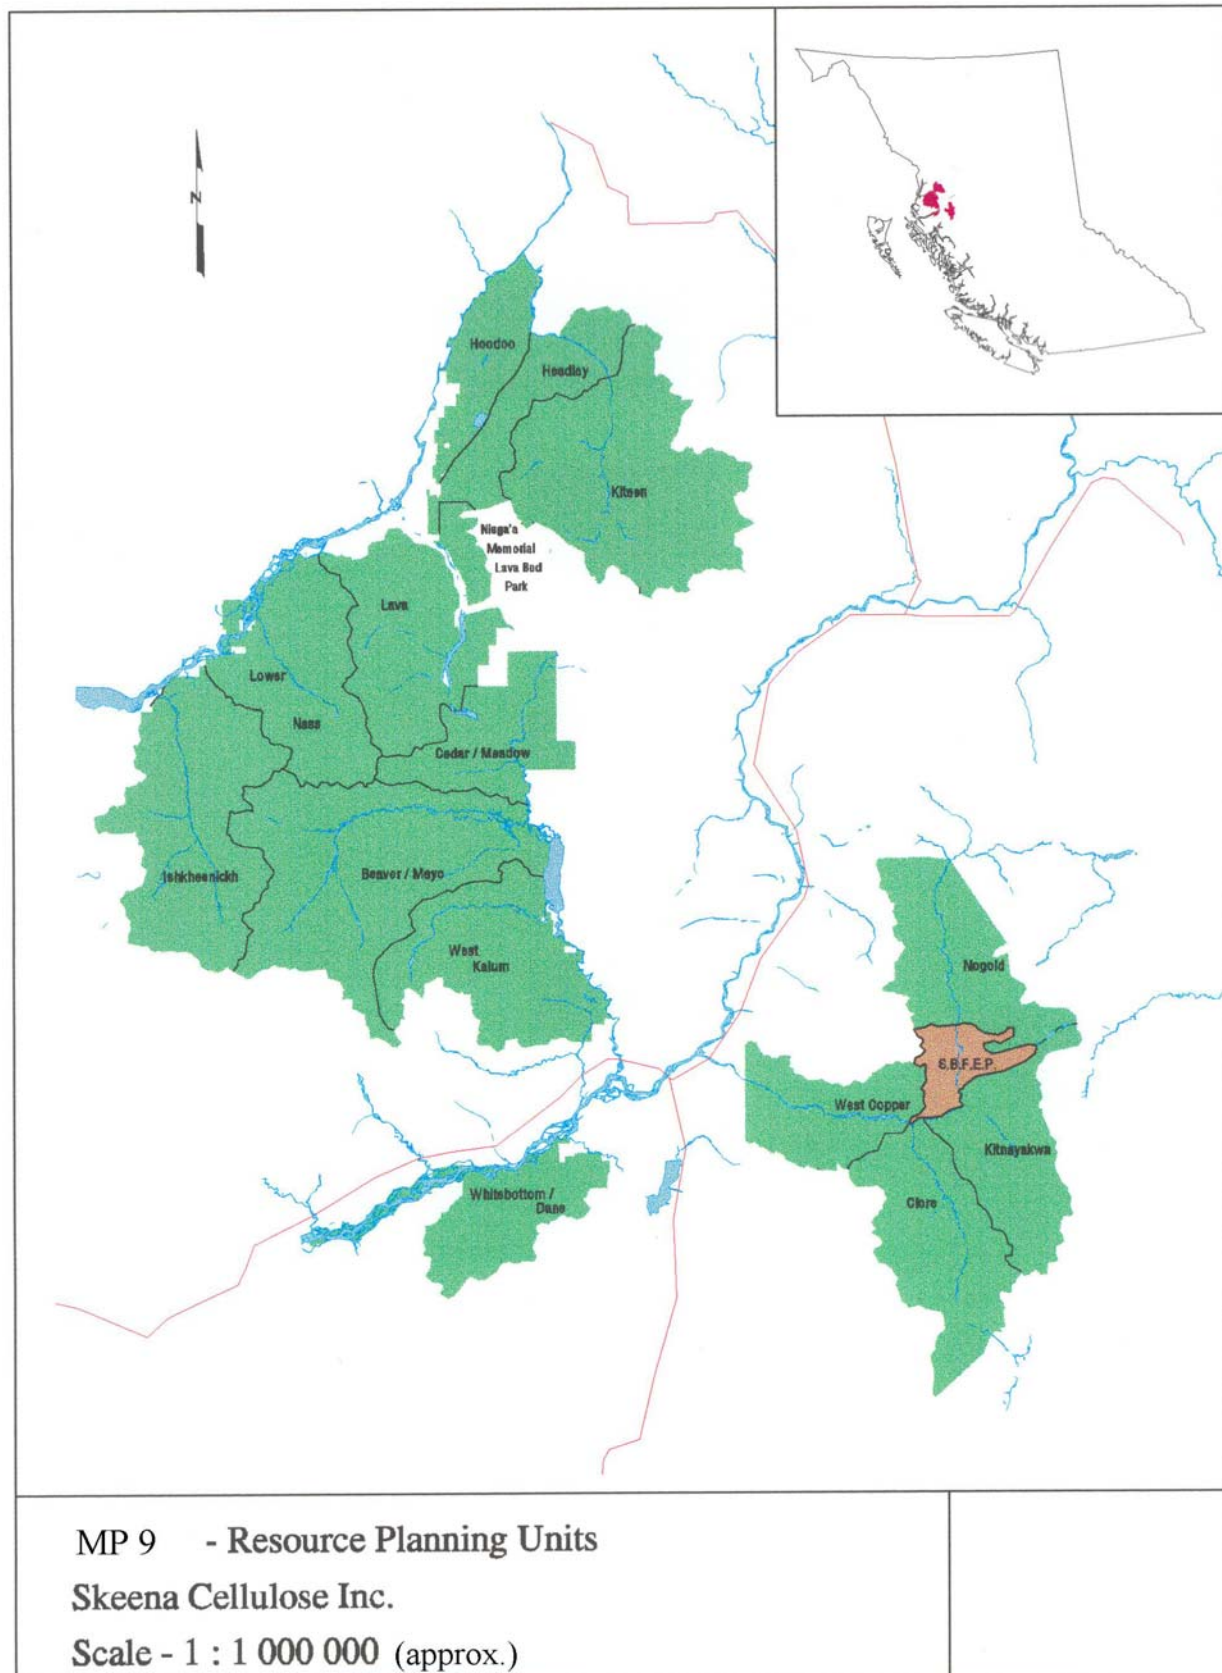 N
Hoodoo
Headley
Kiteen
Nisga'a
Memorial
Lava Bed
Park
Lava
Lower
Nass
Cedar / Meadow
Ishkheenickh
Beaver / Mayo
West
Kalum
Nogold
S.B.F.E.P.
West Copper
Kitnayakwa
Clore
Whitebottom /
Dane
MP 9 - Resource Planning Units
Skeena Cellulose Inc.
Scale - 1 : 1 000 000 (approx.)